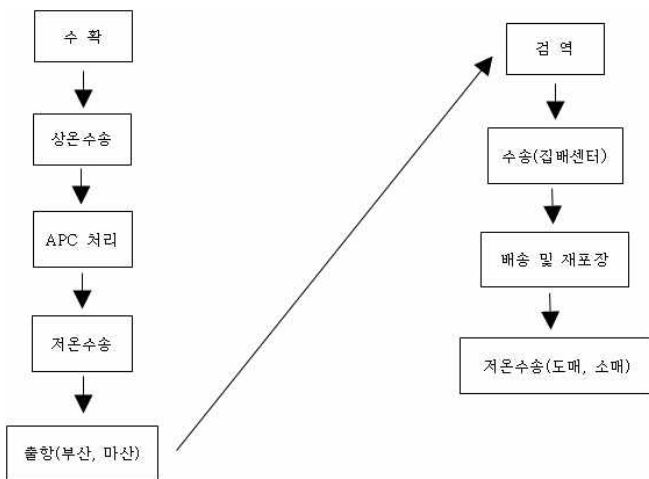 수 확
상온수송
APC 처리
저온수송
출항(부산, 마산)
검 역
수송(집배센터)
배송 및 재포장
저온수송(도매, 소매)